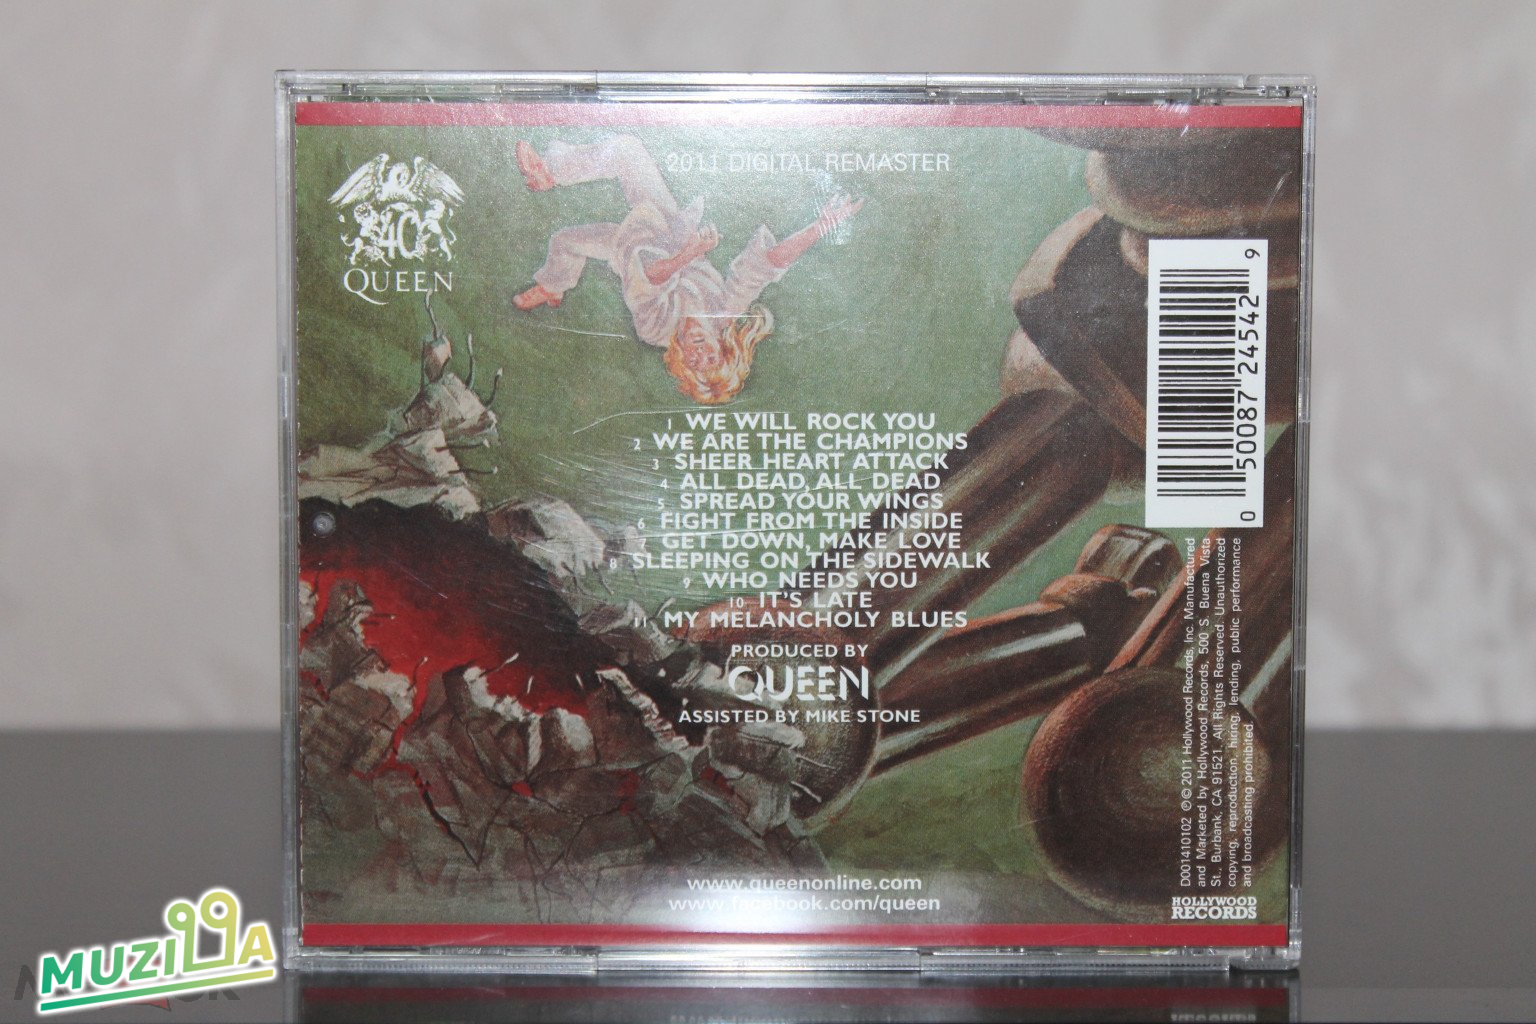 2011 DIGITAL REMASTER
40
QUEEN
1 WE WILL ROCK YOU
2 WE ARE THE CHAMPIONS
3 SHEER HEART ATTACK
4 ALL DEAD, ALL DEAD
5 SPREAD YOUR WINGS
6 FIGHT FROM THE INSIDE
7 GET DOWN, MAKE LOVE
8 SLEEPING ON THE SIDEWALK
9 WHO NEEDS YOU
10 IT'S LATE
11 MY MELANCHOLY BLUES
PRODUCED BY
QUEEN
ASSISTED BY MIKE STONE
www.queenonline.com
www.facebook.com/queen
0 50087 24542 9
D001410102 ℗© 2011 Hollywood Records, Inc. Manufactured
and Marketed by Hollywood Records, 500 S. Buena Vista
St., Burbank, CA 91521. All Rights Reserved. Unauthorized
copying, reproduction, hiring, lending, public performance
and broadcasting prohibited.
HOLLYWOOD
RECORDS
MUZILLA